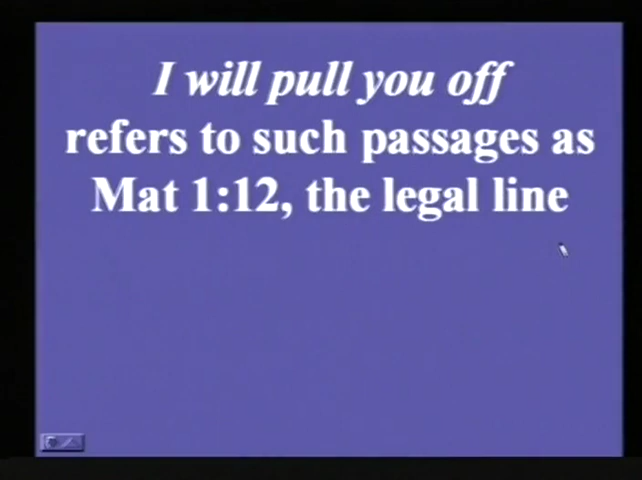 I will pull you off
refers to such passages as
Mat 1:12, the legal line